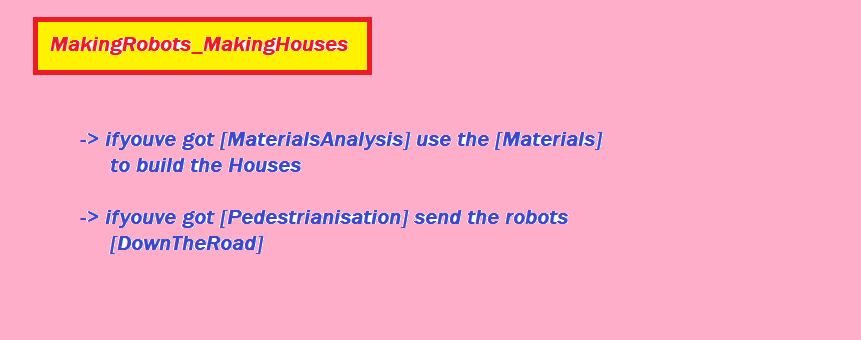 MakingRobots_MakingHouses
-> ifyouve got [MaterialsAnalysis] use the [Materials]
to build the Houses
-> ifyouve got [Pedestrianisation] send the robots
[DownTheRoad]